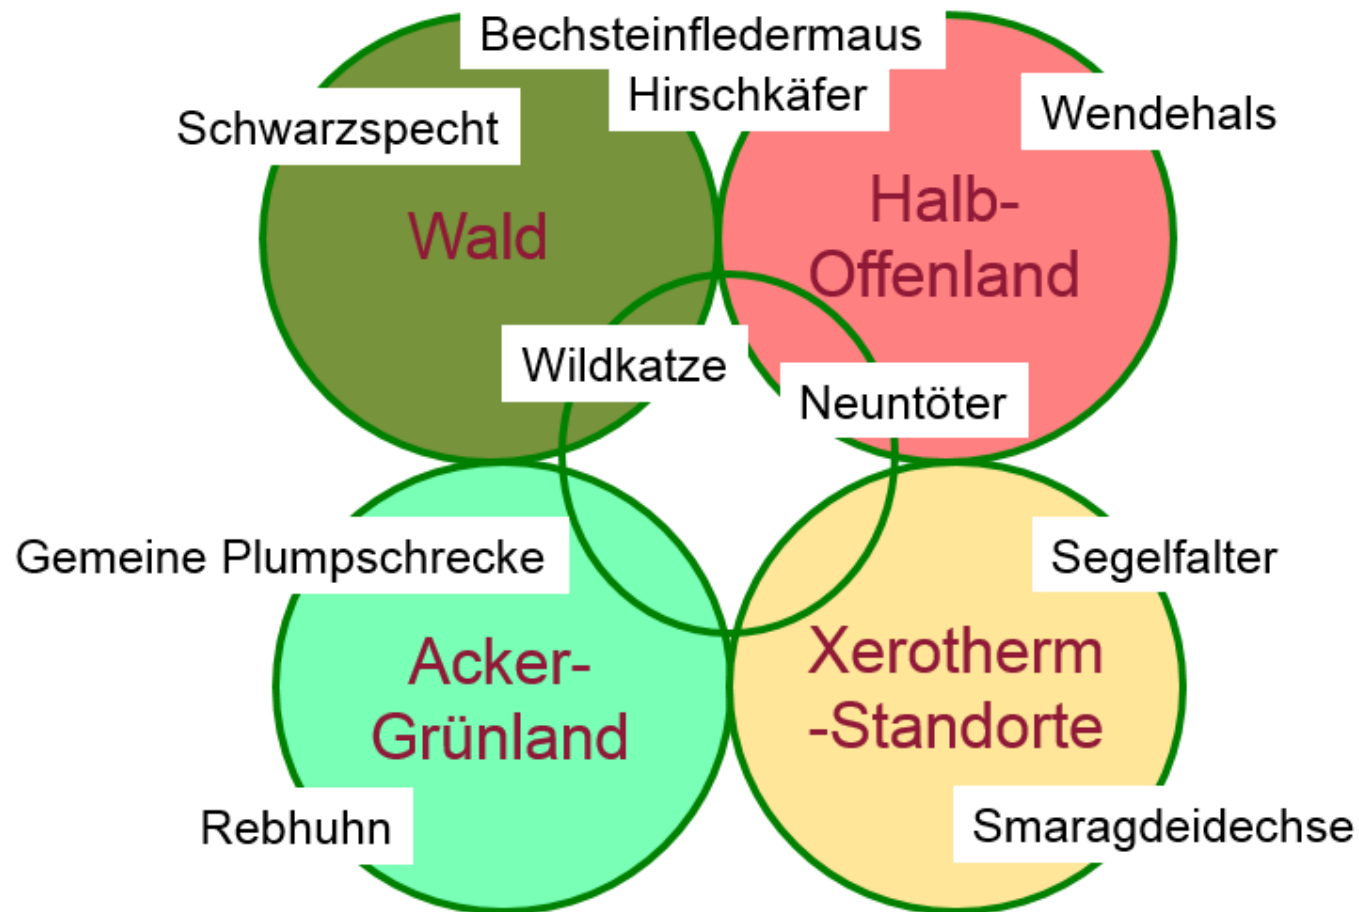 Bechsteinfledermaus
Hirschkäfer
Wendehals
Schwarzspecht
Wald
Halb-
Offenland
Wildkatze
Neuntöter
Gemeine Plumpschrecke
Segelfalter
Acker-
Grünland
Xerotherm
-Standorte
Rebhuhn
Smaragdeidechse